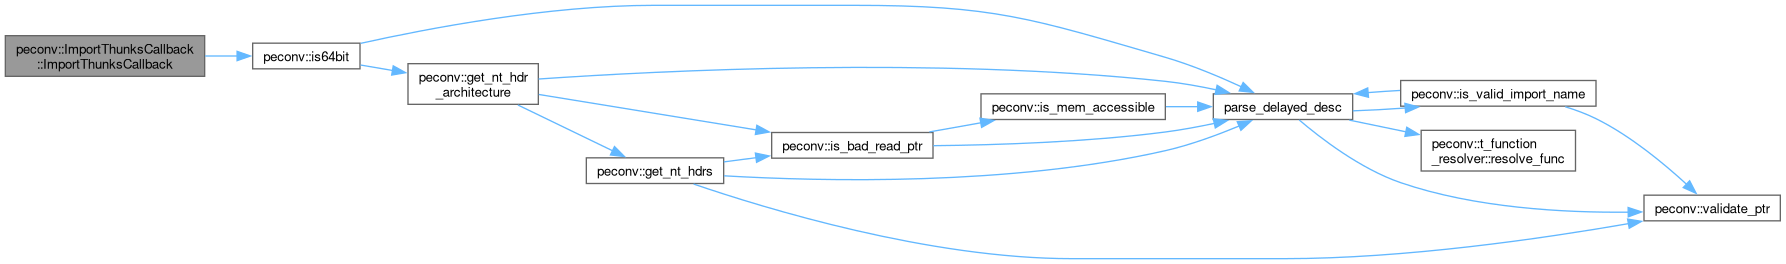 peconv::ImportThunksCallback
::ImportThunksCallback
peconv::is64bit
peconv::get_nt_hdr
_architecture
peconv::get_nt_hdrs
peconv::is_bad_read_ptr
peconv::is_mem_accessible
parse_delayed_desc
peconv::is_valid_import_name
peconv::t_function
_resolver::resolve_func
peconv::validate_ptr